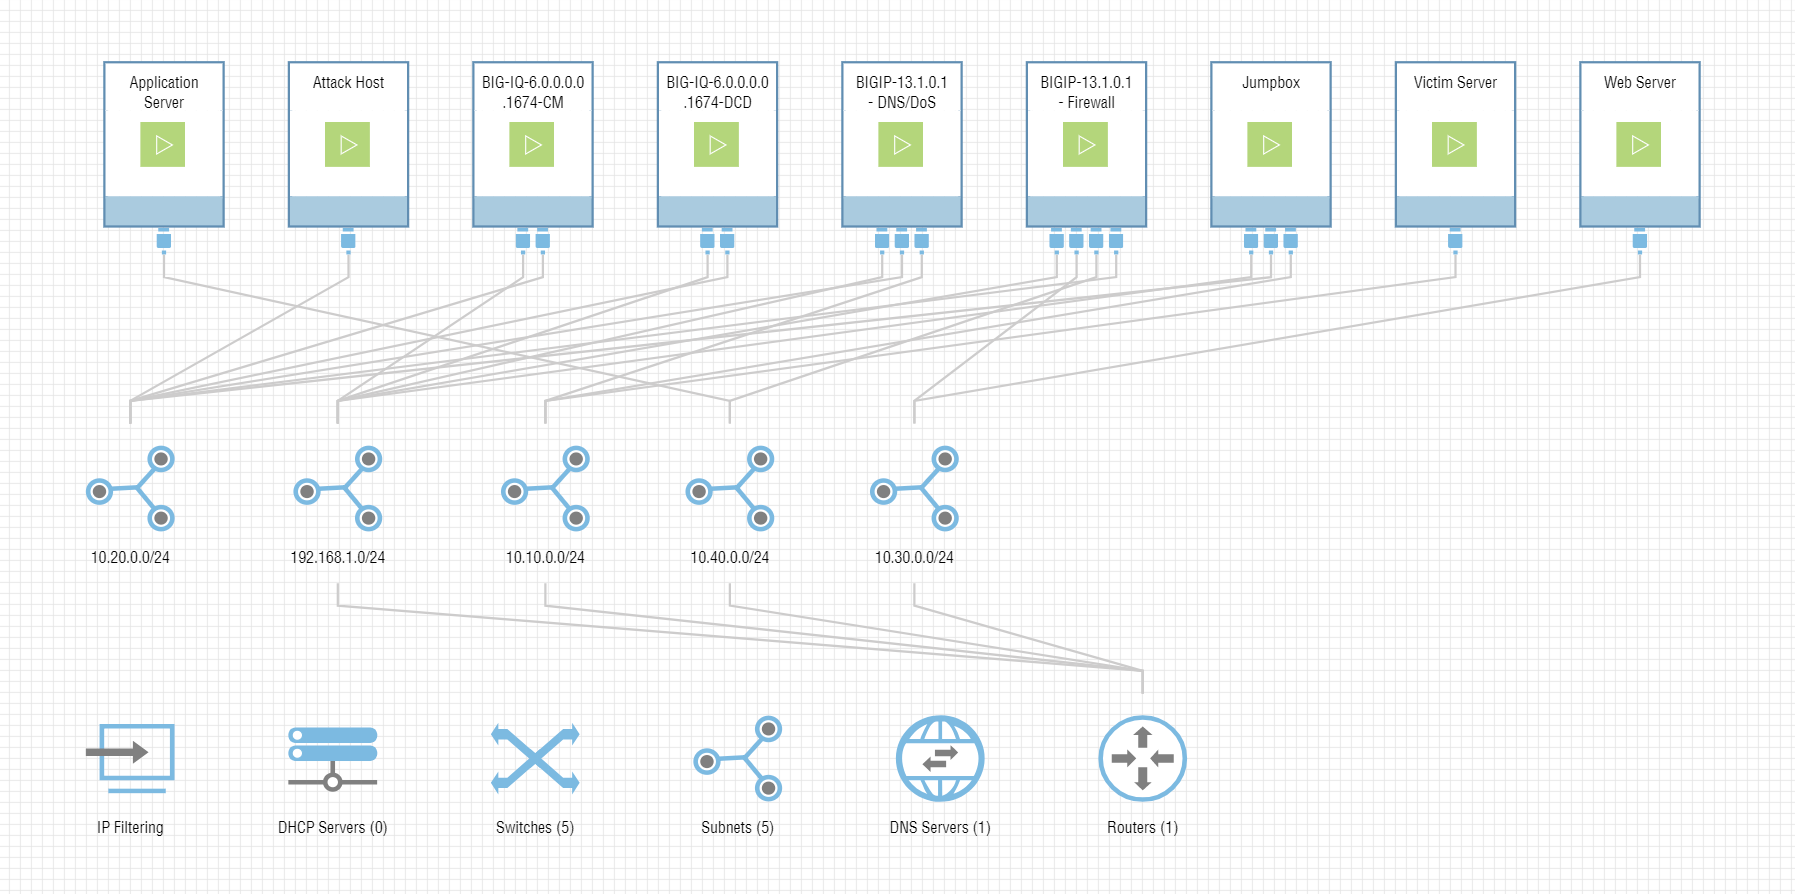 Application
Server
Attack Host
BIG-IQ-6.0.0.0.0
.1674-CM
BIG-IQ-6.0.0.0.0
.1674-DCD
BIGIP-13.1.0.1
- DNS/DoS
BIGIP-13.1.0.1
- Firewall
Jumpbox
Victim Server
Web Server
10.20.0.0/24
192.168.1.0/24
10.10.0.0/24
10.40.0.0/24
10.30.0.0/24
IP Filtering
DHCP Servers (0)
Switches (5)
Subnets (5)
DNS Servers (1)
Routers (1)